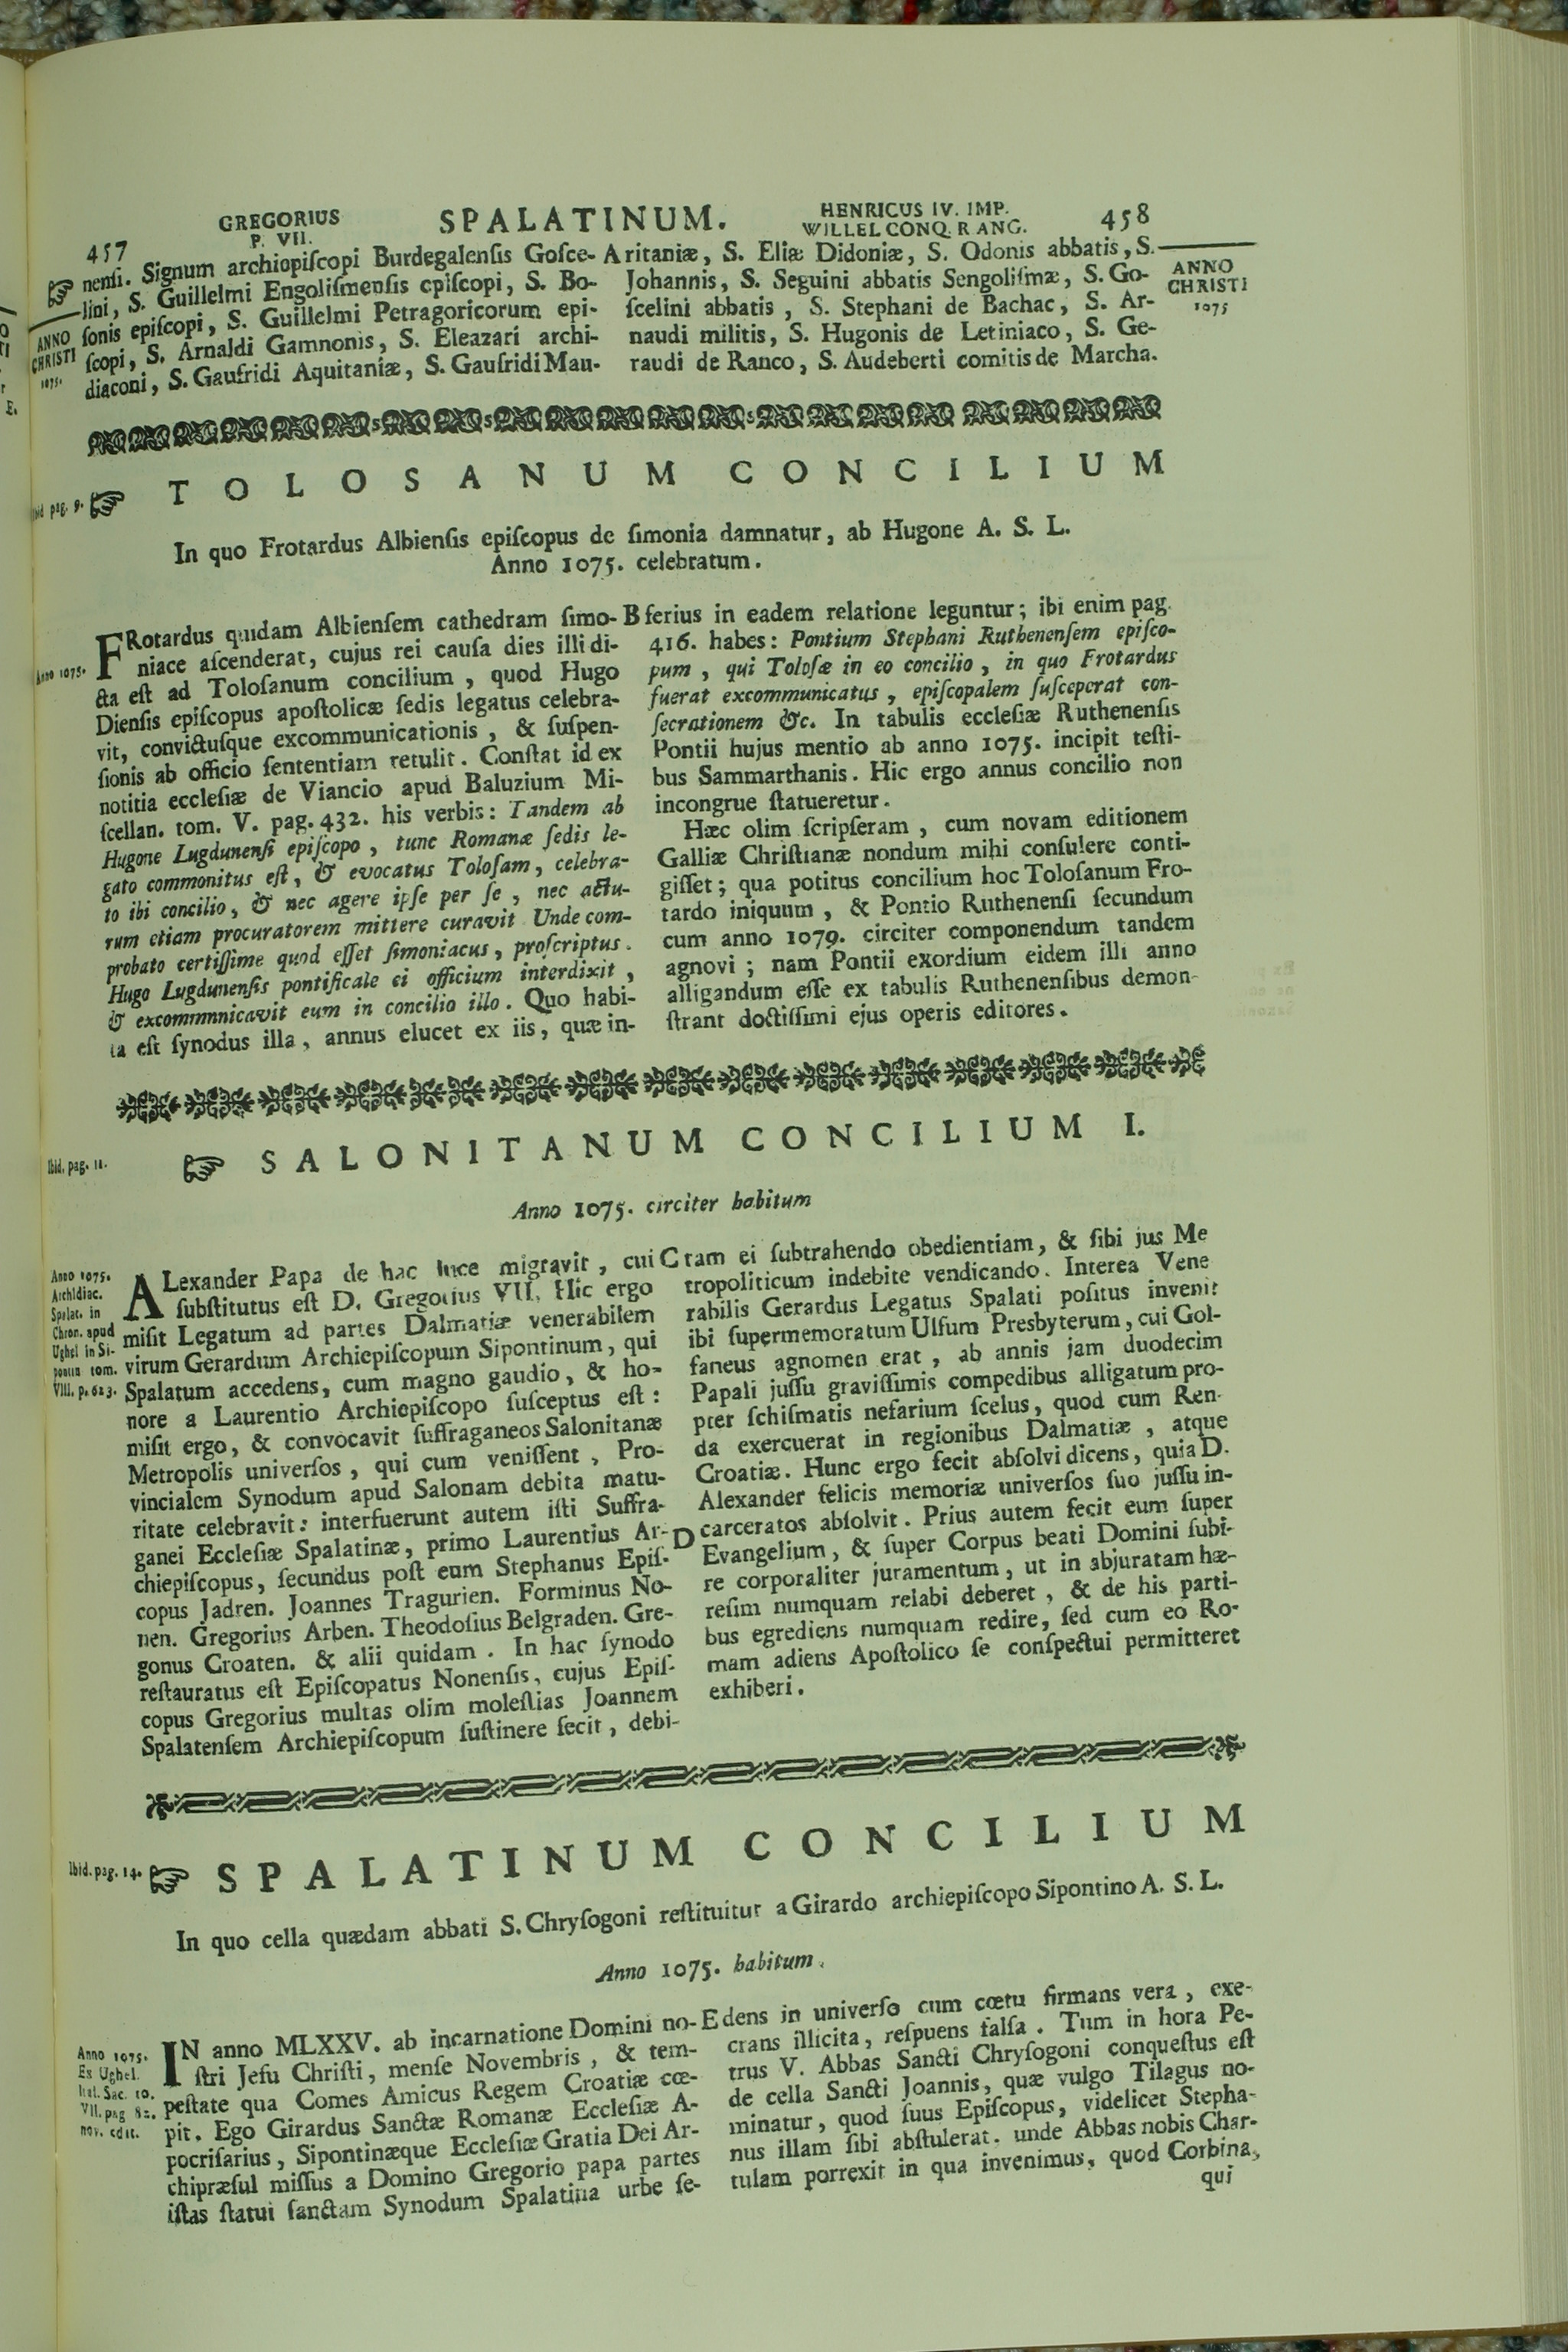 457
GREGORIUS
P. VII.
SPALATINUM.
HENRICUS IV. IMP.
WILLEL CONQ. R ANG.
458
nenſi. Signum archiopiſcopi Burdegalenſis Goſce-
lini, S. Guillelmi Engoliſmenſis epiſcopi, S. Bo-
ſonis epiſcopi, S. Guillelmi Petragoricorum epi-
ſcopi, S. Arnaldi Gamnonis, S. Eleazari archi-
diaconi, S. Gaufridi Aquitaniæ, S. Gaufridi Mau-
ANNO
CHRISTI
1075.
A ritaniæ, S. Eliæ Didoniæ, S. Odonis abbatis, S.
Johannis, S. Seguini abbatis Sengoliſmæ, S. Go-
ſcelini abbatis, S. Stephani de Bachac, S. Ar-
naudi militis, S. Hugonis de Letiniaco, S. Ge-
raudi de Ranco, S. Audeberti comitis de Marcha.
ANNO
CHRISTI
1075
TOLOSANUM CONCILIUM
Ibid pag. 9.
In quo Frotardus Albienſis epiſcopus de ſimonia damnatur, ab Hugone A. S. L.
Anno 1075. celebratum.
Anno 1075.
FRotardus quidam Albienſem cathedram ſimo-
niace aſcenderat, cujus rei cauſa dies illi di-
cta eſt ad Toloſanum concilium, quod Hugo
Dienſis epiſcopus apoſtolicæ ſedis legatus celebra-
vit, convictuſque excommunicationis, & ſuſpen-
ſionis ab officio ſententiam retulit. Conſtat id ex
notitia eccleſiæ de Viancio apud Baluzium Mi-
ſcellan. tom. V. pag. 432. his verbis: Tandem ab
Hugone Lugdunenſi epiſcopo, tunc Romanæ ſedis le-
gato commonitus eſt, & evocatus Toloſam, celebra-
to ibi concilio, & nec agere ipſe per ſe, nec actu-
rum etiam procuratorem mittere curavit Unde com-
probato certiſſime quod eſſet ſimoniacus, proſcriptus.
Hugo Lugdunenſis pontificale ei officium interdixit,
& excommnnicavit eum in concilio illo. Quo habi-
ta eſt ſynodus illa, annus elucet ex iis, quæ in-
B ferius in eadem relatione leguntur; ibi enim pag.
416. habes: Pontium Stephani Ruthenenſem epiſco-
pum, qui Toloſæ in eo concilio, in quo Frotardus
fuerat excommunicatus, epiſcopalem ſuſceperat con-
ſecrationem &c. In tabulis eccleſiæ Ruthenenſis
Pontii hujus mentio ab anno 1075. incipit teſti-
bus Sammarthanis. Hic ergo annus concilio non
incongrue ſtatueretur.
Hæc olim ſcripſeram, cum novam editionem
Galliæ Chriſtianæ nondum mihi conſulere conti-
giſſet; qua potitus concilium hoc Toloſanum Fro-
tardo iniquum, & Pontio Ruthenenſi ſecundum
cum anno 1079. circiter componendum tandem
agnovi; nam Pontii exordium eidem illi anno
alligandum eſſe ex tabulis Ruthenenſibus demon-
ſtrant doctiſſimi ejus operis editores.
Ibid. pag. 11.
SALONITANUM CONCILIUM I.
Anno 1075. circiter habitum
Anno 1075.
Archidiac.
Spalat. in
Chron. apud
Ughel in Si-
pontin tom.
VIII. p. 623.
ALexander Papa de hac luce migravit, cui
ſubſtitutus eſt D. Gregorius VII. Hic ergo
miſit Legatum ad partes Dalmatiæ venerabilem
virum Gerardum Archiepiſcopum Sipontinum, qui
Spalatum accedens, cum magno gaudio, & ho-
nore a Laurentio Archiepiſcopo ſuſceptus eſt:
miſit ergo, & convocavit ſuffraganeos Salonitanæ
Metropolis univerſos, qui cum veniſſent, Pro-
vincialem Synodum apud Salonam debita matu-
ritate celebravit: interfuerunt autem iſti Suffra-
ganei Eccleſiæ Spalatinæ, primo Laurentius Ar-
chiepiſcopus, ſecundus poſt eum Stephanus Epiſ-
copus Jadren. Joannes Tragurien. Forminus No-
nen. Gregorius Arben. Theodoſius Belgraden. Gre-
gonus Croaten. & alii quidam. In hac ſynodo
reſtauratus eſt Epiſcopatus Nonenſis, cujus Epiſ-
copus Gregorius multas olim moleſtias Joannem
Spalatenſem Archiepiſcopum ſuſtinere fecit, debi-
C tam ei ſubtrahendo obedientiam, & ſibi jus Me
tropoliticum indebite vendicando. Interea Vene
rabilis Gerardus Legatus Spalati poſitus invenit
ibi ſupermemoratum Ulfum Presbyterum, cui Gol-
faneus agnomen erat, ab annis jam duodecim
Papali juſſu graviſſimis compedibus alligatum pro-
pter ſchiſmatis nefarium ſcelus, quod cum Ren-
da exercuerat in regionibus Dalmatiæ, atque
Croatiæ. Hunc ergo fecit abſolvi dicens, quia D.
Alexander felicis memoriæ univerſos ſuo juſſu in-
D carceratos abſolvit. Prius autem fecit eum ſuper
Evangelium, & ſuper Corpus beati Domini ſubi-
re corporaliter juramentum, ut in abjuratam hæ-
reſim numquam relabi deberet, & de his parti-
bus egrediens numquam redire, ſed cum eo Ro-
mam adiens Apoſtolico ſe conſpectui permitteret
exhiberi.
Ibid. pag. 14.
SPALATINUM CONCILIUM
In quo cella quædam abbati S. Chryſogoni reſtituitur a Girardo archiepiſcopo Sipontino A. S. L.
Anno 1075. habitum.
Anno 1075.
Ex Ughel.
Ital. Sac. to.
VII. pag 82.
nov. edit.
IN anno MLXXV. ab incarnatione Domini no-
ſtri Jeſu Chriſti, menſe Novembris, & tem-
peſtate qua Comes Amicus Regem Croatiæ cœ-
pit. Ego Girardus Sanctæ Romanæ Eccleſiæ A-
pocriſarius, Sipontinæque Eccleſiæ Gratia Dei Ar-
chipræſul miſſus a Domino Gregorio papa partes
iſtas ſtatui ſanctam Synodum Spalatina urbe ſe-
E dens in univerſo cum cœtu firmans vera, exe-
crans illicita, reſpuens falſa. Tum in hora Pe-
trus V. Abbas Sancti Chryſogoni conqueſtus eſt
de cella Sancti Joannis, quæ vulgo Tilagus no-
minatur, quod ſuus Epiſcopus, videlicet Stepha-
nus illam ſibi abſtulerat. unde Abbas nobis Char-
tulam porrexit in qua invenimus, quod Corbina,
qui